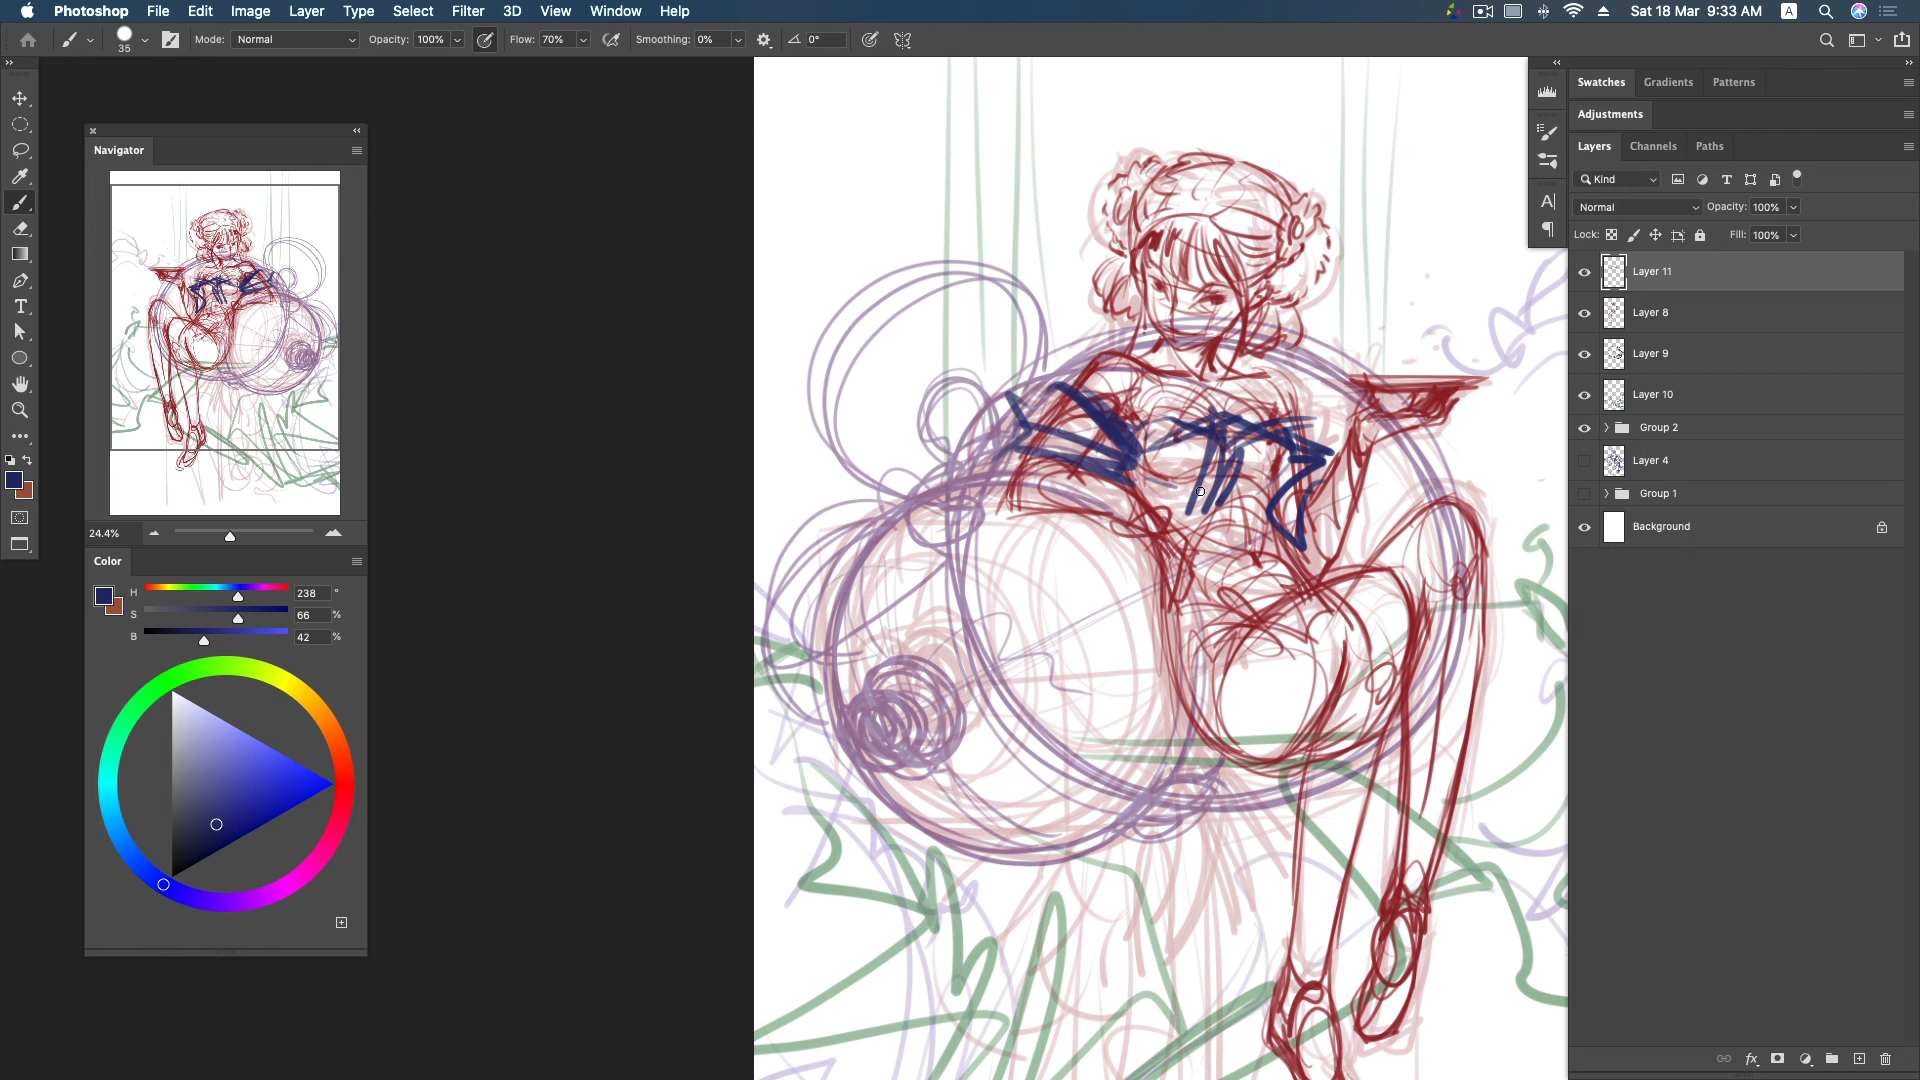 Photoshop File Edit Image Layer Type Select Filter 3D View Window Help
Sat 18 Mar 9:33 AM A
35 Mode: Normal Opacity: 100% Flow: 70% Smoothing: 0% 0°
Navigator
24.4%
Color
H 238 °
S 66 %
B 42 %
Swatches Gradients Patterns
Adjustments
Layers Channels Paths
Kind
Normal Opacity: 100%
Lock: Fill: 100%
Layer 11
Layer 8
Layer 9
Layer 10
Group 2
Layer 4
Group 1
Background